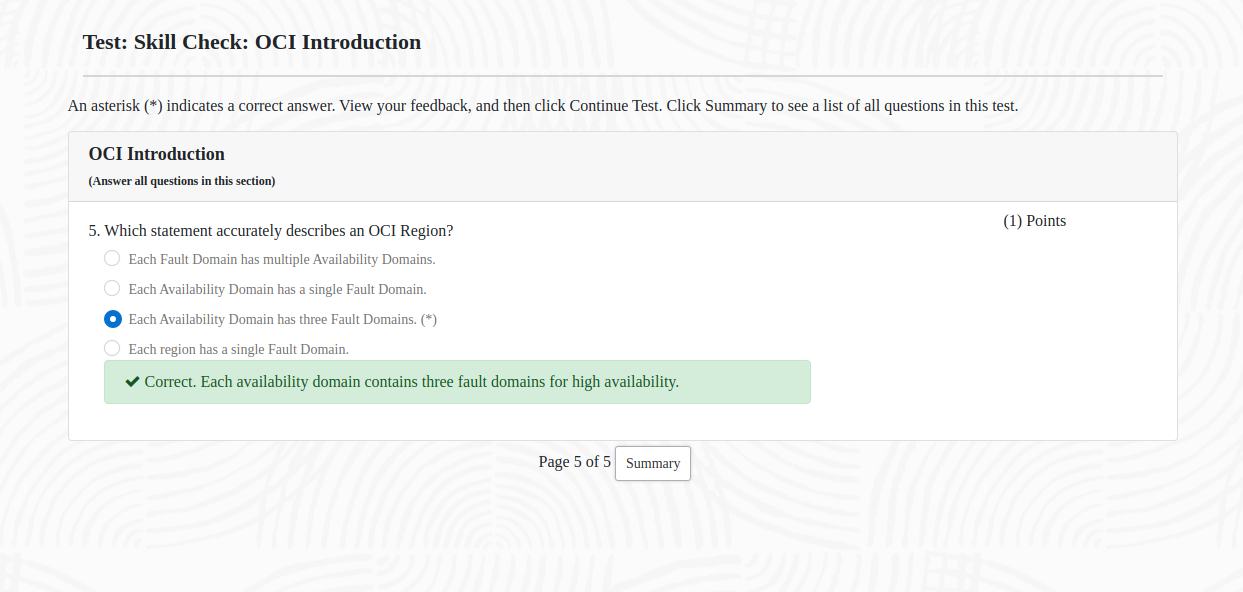 Test: Skill Check: OCI Introduction
An asterisk (*) indicates a correct answer. View your feedback, and then click Continue Test. Click Summary to see a list of all questions in this test.
OCI Introduction
(Answer all questions in this section)
5. Which statement accurately describes an OCI Region?
(1) Points
Each Fault Domain has multiple Availability Domains.
Each Availability Domain has a single Fault Domain.
Each Availability Domain has three Fault Domains. (*)
Each region has a single Fault Domain.
Correct. Each availability domain contains three fault domains for high availability.
Page 5 of 5 Summary